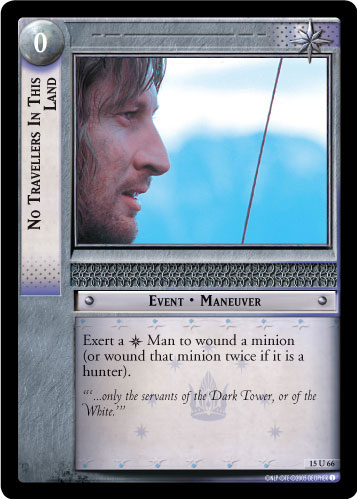 0
No Travellers In This
Land
Event • Maneuver
Exert a Man to wound a minion
(or wound that minion twice if it is a
hunter).
“‘...only the servants of the Dark Tower, or of the
White.’”
15 U 66